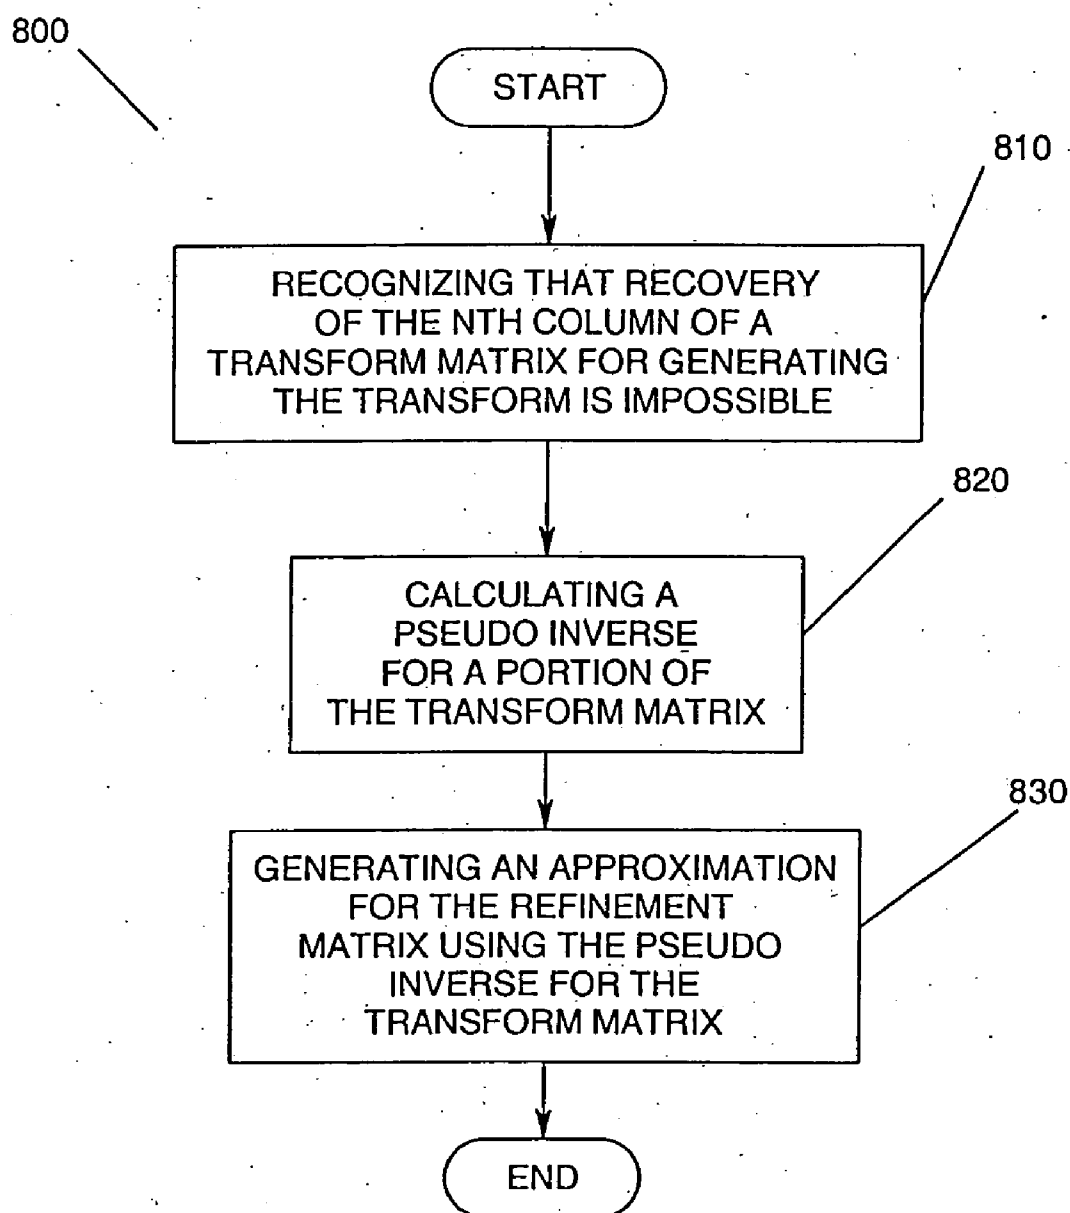 800
START
810
RECOGNIZING THAT RECOVERY
OF THE NTH COLUMN OF A
TRANSFORM MATRIX FOR GENERATING
THE TRANSFORM IS IMPOSSIBLE
820
CALCULATING A
PSEUDO INVERSE
FOR A PORTION OF
THE TRANSFORM MATRIX
830
GENERATING AN APPROXIMATION
FOR THE REFINEMENT
MATRIX USING THE PSEUDO
INVERSE FOR THE
TRANSFORM MATRIX
END